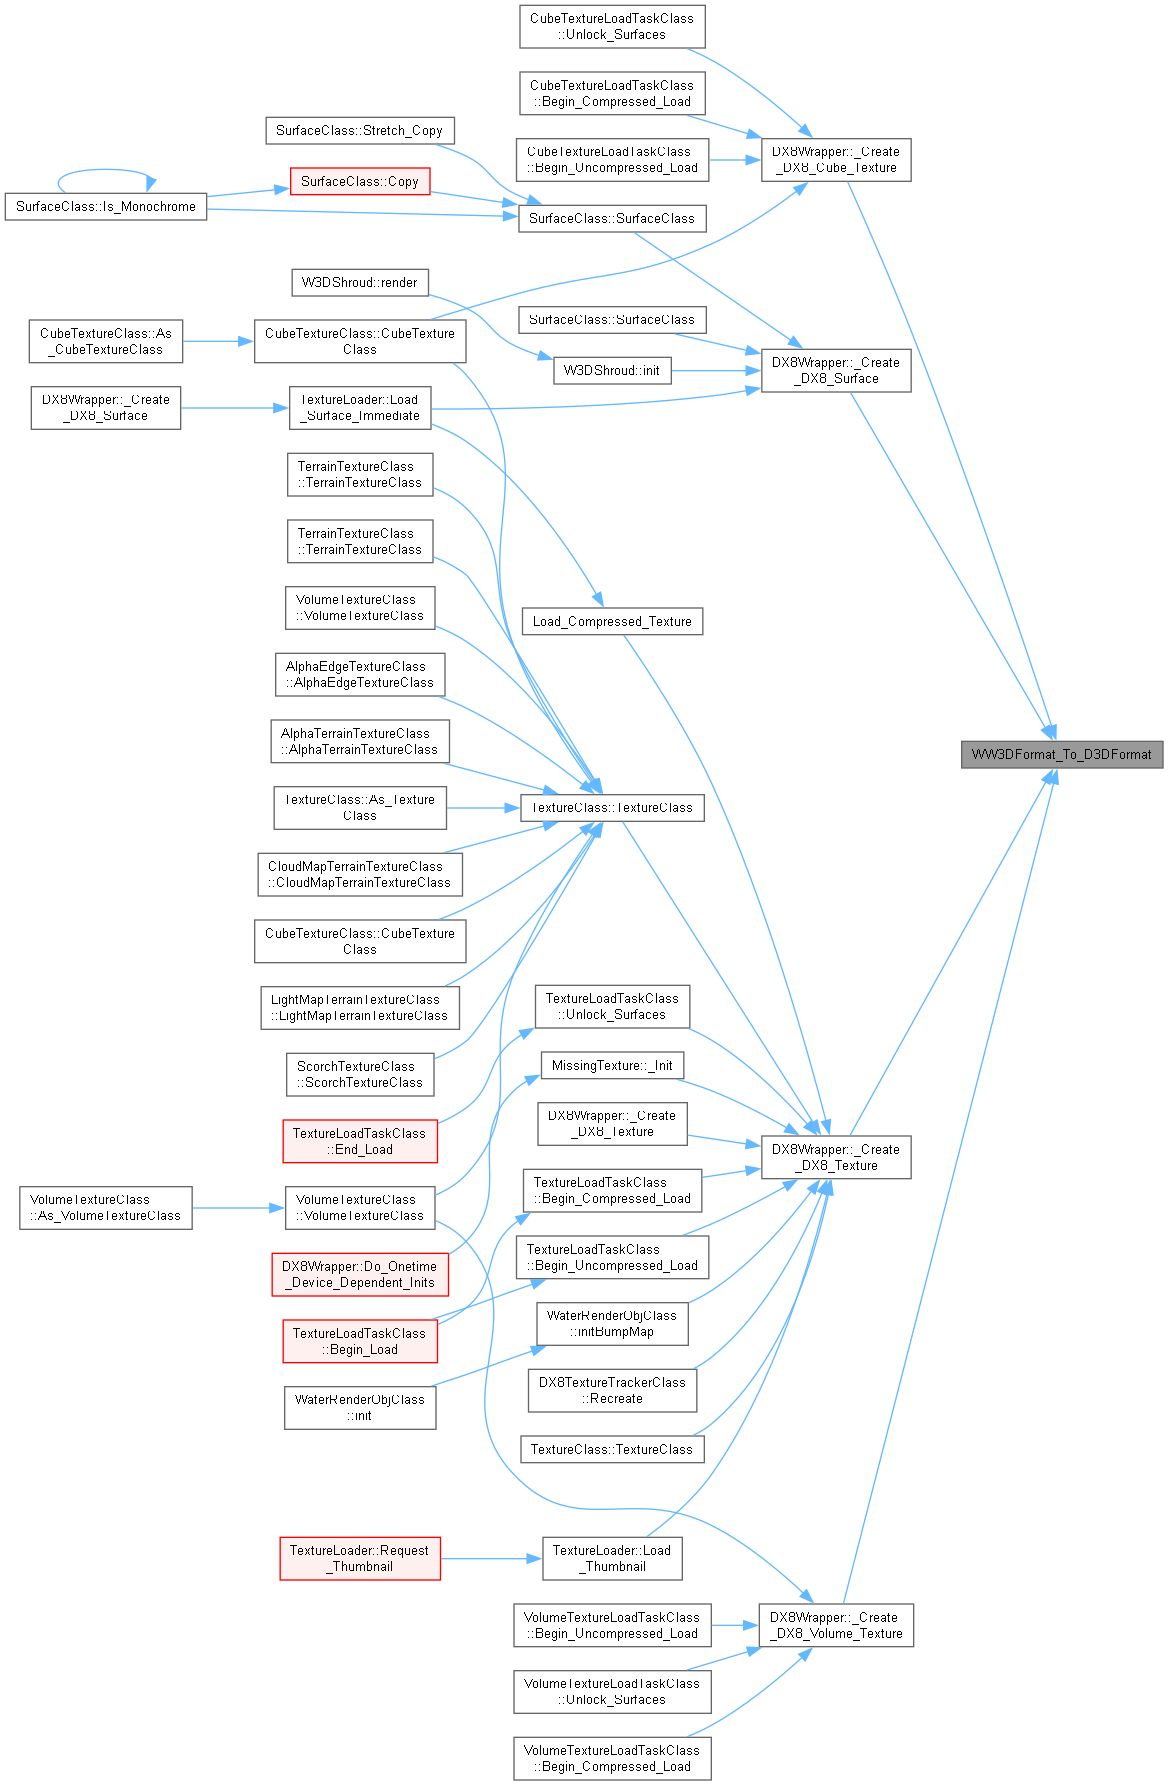 CubeTextureLoadTaskClass
::Unlock_Surfaces
CubeTextureLoadTaskClass
::Begin_Compressed_Load
SurfaceClass::Stretch_Copy
CubeTextureLoadTaskClass
::Begin_Uncompressed_Load
DX8Wrapper::_Create
_DX8_Cube_Texture
SurfaceClass::Copy
SurfaceClass::Is_Monochrome
SurfaceClass::SurfaceClass
W3DShroud::render
SurfaceClass::SurfaceClass
CubeTextureClass::As
_CubeTextureClass
CubeTextureClass::CubeTexture
Class
W3DShroud::init
DX8Wrapper::_Create
_DX8_Surface
DX8Wrapper::_Create
_DX8_Surface
TextureLoader::Load
_Surface_Immediate
TerrainTextureClass
::TerrainTextureClass
TerrainTextureClass
::TerrainTextureClass
VolumeTextureClass
::VolumeTextureClass
Load_Compressed_Texture
AlphaEdgeTextureClass
::AlphaEdgeTextureClass
AlphaTerrainTextureClass
::AlphaTerrainTextureClass
WW3DFormat_To_D3DFormat
TextureClass::As_Texture
Class
TextureClass::TextureClass
CloudMapTerrainTextureClass
::CloudMapTerrainTextureClass
CubeTextureClass::CubeTexture
Class
LightMapTerrainTextureClass
::LightMapTerrainTextureClass
TextureLoadTaskClass
::Unlock_Surfaces
ScorchTextureClass
::ScorchTextureClass
MissingTexture::_Init
TextureLoadTaskClass
::End_Load
DX8Wrapper::_Create
_DX8_Texture
DX8Wrapper::_Create
_DX8_Texture
VolumeTextureClass
::As_VolumeTextureClass
VolumeTextureClass
::VolumeTextureClass
TextureLoadTaskClass
::Begin_Compressed_Load
DX8Wrapper::Do_Onetime
_Device_Dependent_Inits
TextureLoadTaskClass
::Begin_Uncompressed_Load
TextureLoadTaskClass
::Begin_Load
WaterRenderObjClass
::initBumpMap
WaterRenderObjClass
::init
DX8TextureTrackerClass
::Recreate
TextureClass::TextureClass
TextureLoader::Request
_Thumbnail
TextureLoader::Load
_Thumbnail
VolumeTextureLoadTaskClass
::Begin_Uncompressed_Load
DX8Wrapper::_Create
_DX8_Volume_Texture
VolumeTextureLoadTaskClass
::Unlock_Surfaces
VolumeTextureLoadTaskClass
::Begin_Compressed_Load